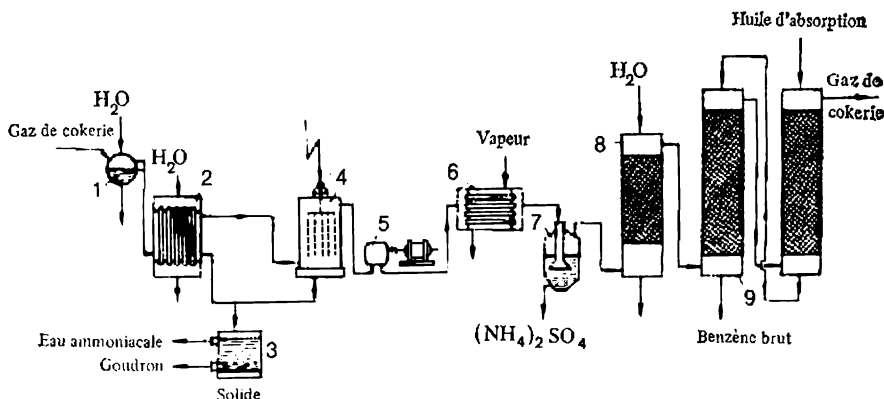 Huile d'absorption
H₂O
Gaz de
cokerie
H₂O
Gaz de cokerie
H₂O
Vapeur
1
2
3
4
5
6
7
8
9
Eau ammoniacale
Goudron
Solide
(NH₄)₂ SO₄
Benzène brut